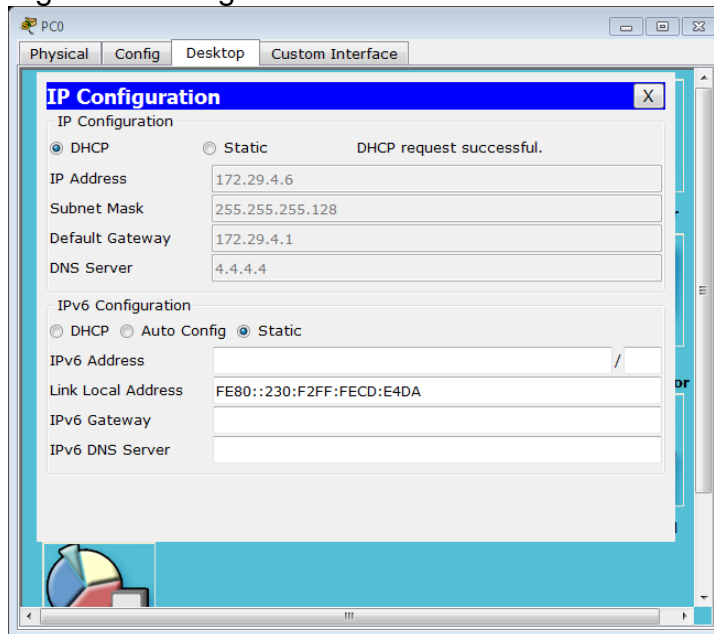 PC0
Physical Config Desktop Custom Interface
IP Configuration X
IP Configuration
DHCP Static DHCP request successful.
IP Address 172.29.4.6
Subnet Mask 255.255.255.128
Default Gateway 172.29.4.1
DNS Server 4.4.4.4
IPv6 Configuration
DHCP Auto Config Static
IPv6 Address /
Link Local Address FE80::230:F2FF:FECD:E4DA
IPv6 Gateway
IPv6 DNS Server
or